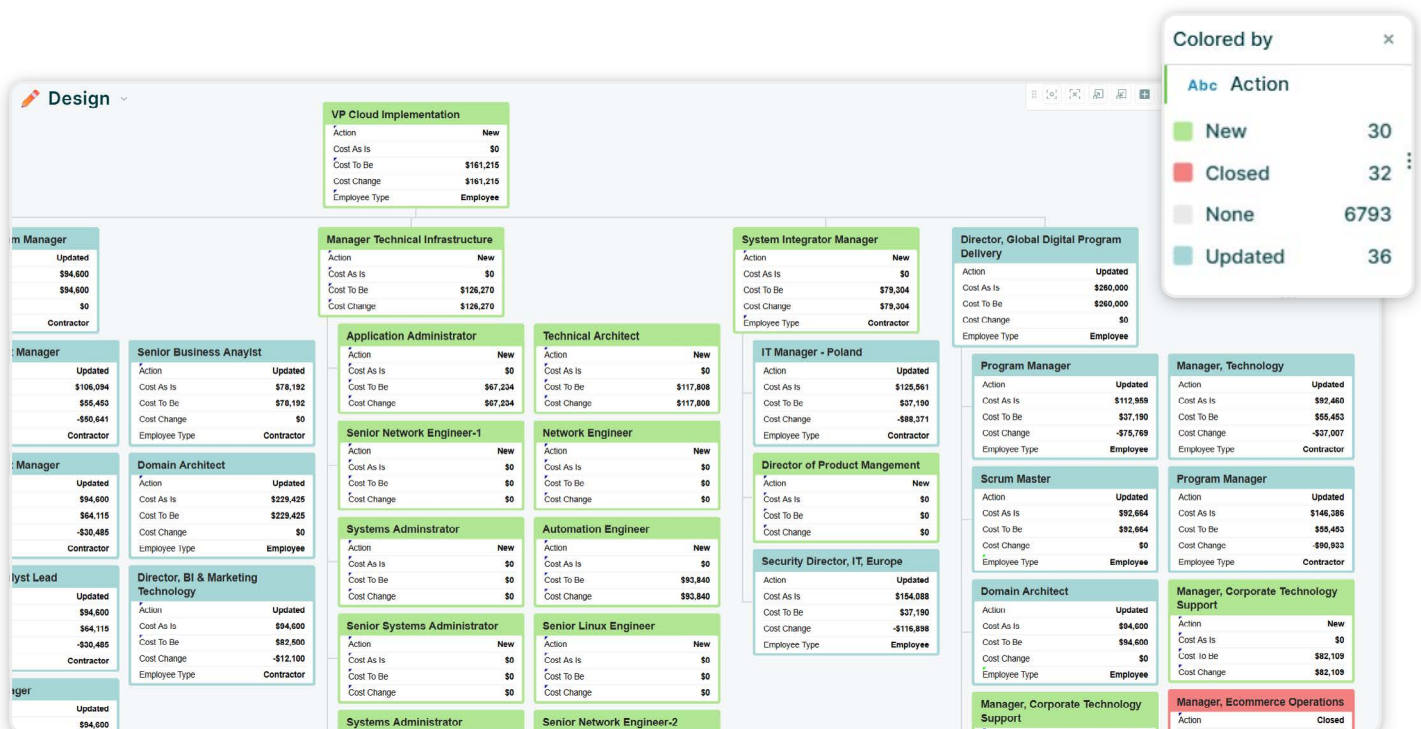 Colored by
×
Abc Action
New 30
Closed 32
None 6793
Updated 36
Design
VP Cloud Implementation
Action New
Cost As Is $0
Cost To Be $161,215
Cost Change $161,215
Employee Type Employee
m Manager
Updated
$94,600
$94,600
$0
Contractor
Manager Technical Infrastructure
Action New
Cost As Is $0
Cost To Be $126,270
Cost Change $126,270
System Integrator Manager
Action New
Cost As Is $0
Cost To Be $79,304
Cost Change $79,304
Employee Type Contractor
Director, Global Digital Program
Delivery
Action Updated
Cost As Is $260,000
Cost To Be $260,000
Cost Change $0
Employee Type Employee
Manager
Updated
$106,094
$55,453
-$50,641
Contractor
Senior Business Anaylst
Action Updated
Cost As Is $78,192
Cost To Be $78,192
Cost Change $0
Employee Type Contractor
Application Administrator
Action New
Cost As Is $0
Cost To Be $67,234
Cost Change $67,234
Technical Architect
Action New
Cost As Is $0
Cost To Be $117,808
Cost Change $117,808
IT Manager - Poland
Action Updated
Cost As Is $125,561
Cost To Be $37,190
Cost Change -$88,371
Employee Type Contractor
Program Manager
Action Updated
Cost As Is $112,959
Cost To Be $37,190
Cost Change -$75,769
Employee Type Employee
Manager, Technology
Action Updated
Cost As Is $92,460
Cost To Be $55,453
Cost Change -$37,007
Employee Type Contractor
Manager
Updated
$94,600
$64,115
-$30,485
Contractor
Domain Architect
Action Updated
Cost As Is $229,425
Cost To Be $229,425
Cost Change $0
Employee Type Employee
Senior Network Engineer-1
Action New
Cost As Is $0
Cost To Be $0
Cost Change $0
Network Engineer
Action New
Cost As Is $0
Cost To Be $0
Cost Change $0
Director of Product Mangement
Action New
Cost As Is $0
Cost To Be $0
Cost Change $0
Scrum Master
Action Updated
Cost As Is $92,664
Cost To Be $92,664
Cost Change $0
Employee Type Employee
Program Manager
Action Updated
Cost As Is $146,386
Cost To Be $55,453
Cost Change -$90,933
Employee Type Contractor
Systems Adminstrator
Action New
Cost As Is $0
Cost To Be $0
Cost Change $0
Automation Engineer
Action New
Cost As Is $0
Cost To Be $93,840
Cost Change $93,840
Security Director, IT, Europe
Action Updated
Cost As Is $154,088
Cost To Be $37,190
Cost Change -$116,898
Employee Type Employee
lyst Lead
Updated
$94,600
$64,115
-$30,485
Contractor
Director, BI & Marketing
Technology
Action Updated
Cost As Is $94,600
Cost To Be $82,500
Cost Change -$12,100
Employee Type Contractor
Domain Architect
Action Updated
Cost As Is $94,600
Cost To Be $94,600
Cost Change $0
Employee Type Employee
Manager, Corporate Technology
Support
Action New
Cost As Is $0
Cost To Be $82,109
Cost Change $82,109
Senior Systems Administrator
Action New
Cost As Is $0
Cost To Be $0
Cost Change $0
Senior Linux Engineer
Action New
Cost As Is $0
Cost To Be $0
Cost Change $0
ager
Updated
$94,600
Systems Administrator
Senior Network Engineer-2
Manager, Corporate Technology
Support
Manager, Ecommerce Operations
Action Closed